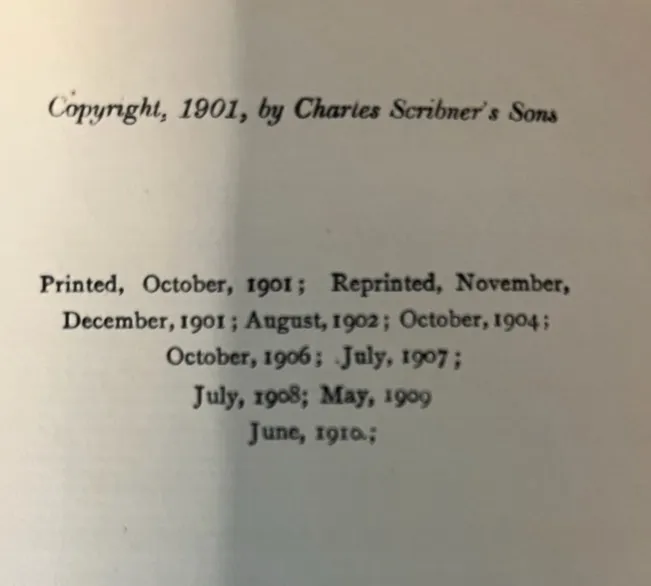 Copyright, 1901, by Charles Scribner's Sons
Printed, October, 1901; Reprinted, November,
December, 1901; August, 1902; October, 1904;
October, 1906; July, 1907;
July, 1908; May, 1909
June, 1910.;